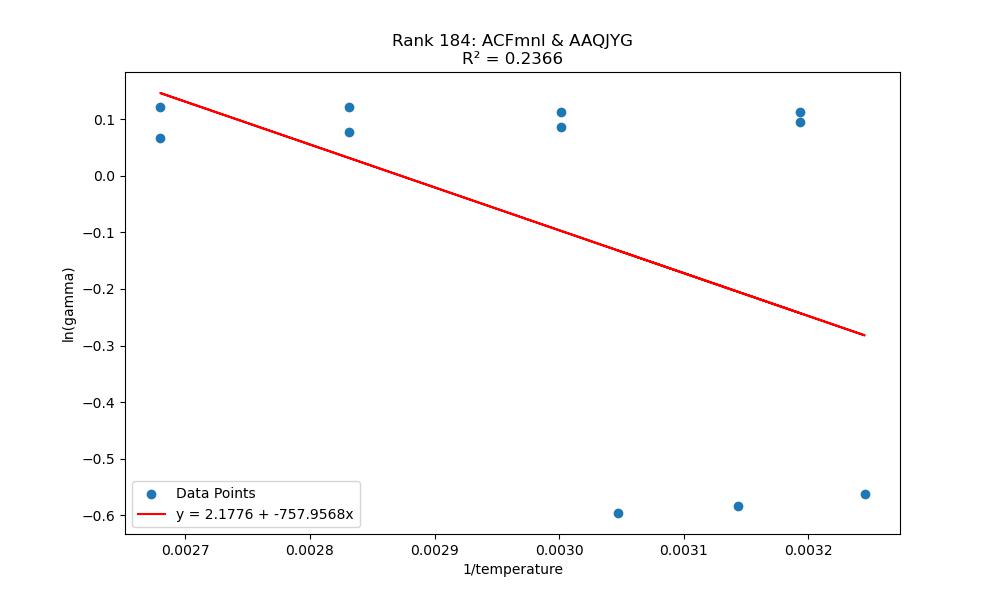 Rank 184: ACFmnl & AAQJYG
R² = 0.2366
ln(gamma)
0.1
0.0
−0.1
−0.2
−0.3
−0.4
−0.5
−0.6
Data Points
y = 2.1776 + -757.9568x
0.0027 0.0028 0.0029 0.0030 0.0031 0.0032
1/temperature